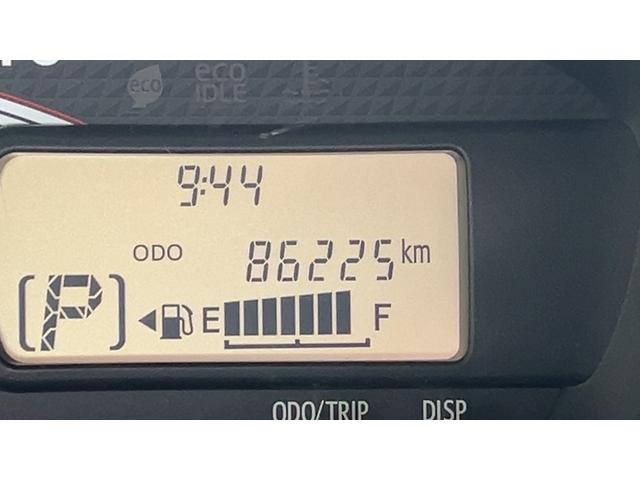 eco
eco
IDLE
9:44
ODO 86225 km
P E F
ODO/TRIP DISP